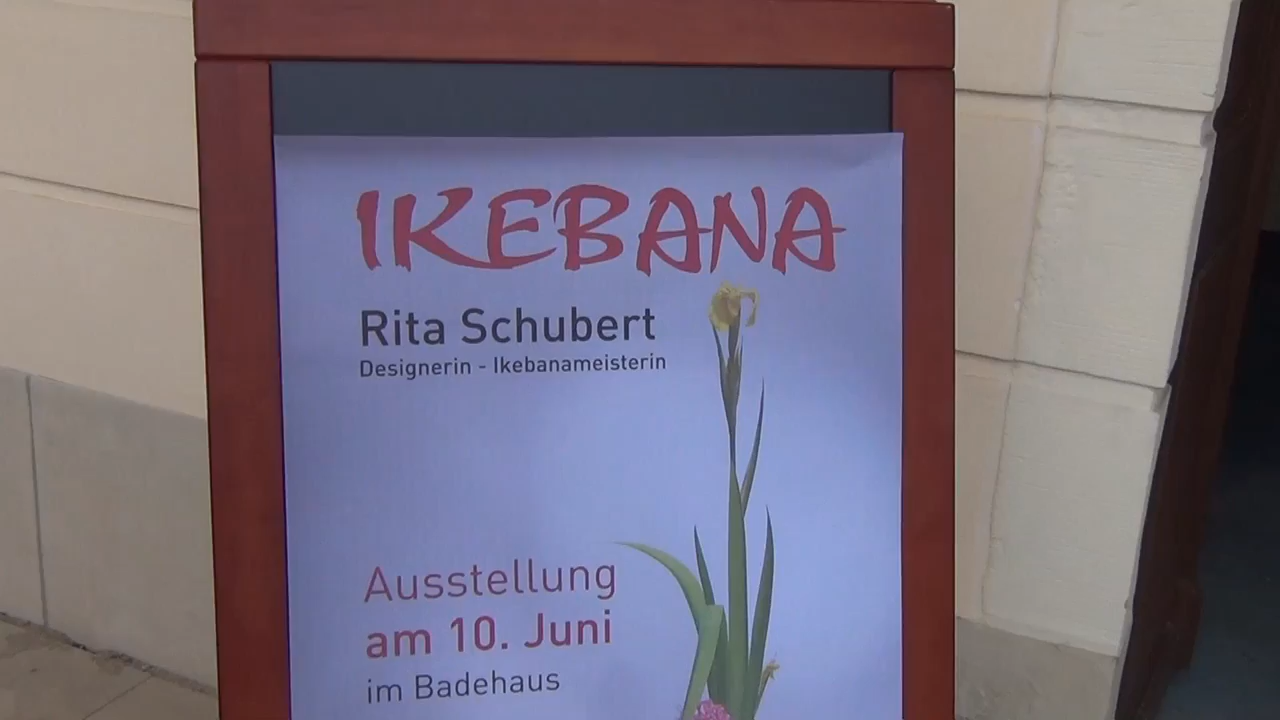 IKEBANA
Rita Schubert
Designerin - Ikebanameisterin
Ausstellung
am 10. Juni
im Badehaus